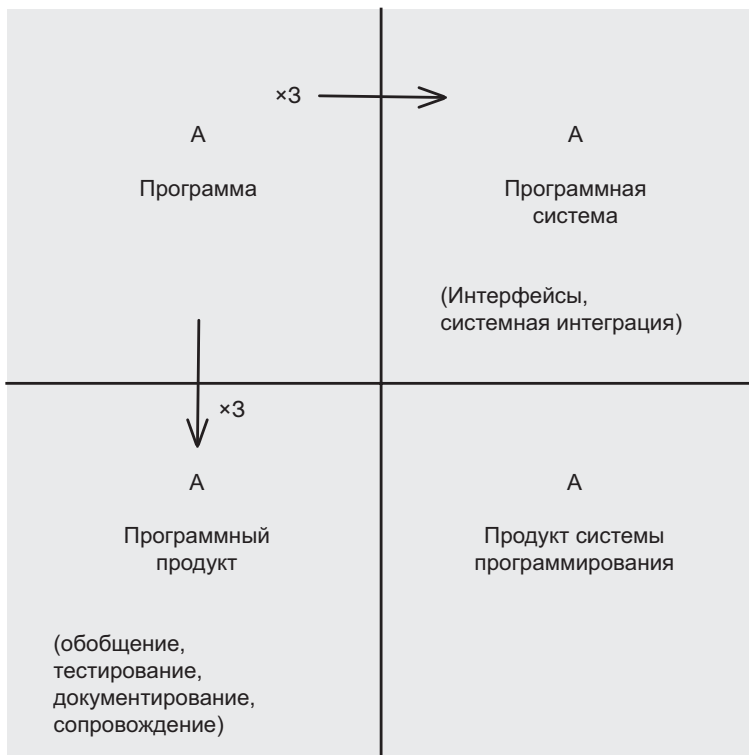 ×3
А
Программа
А
Программная
система
(Интерфейсы,
системная интеграция)
×3
А
Программный
продукт
(обобщение,
тестирование,
документирование,
сопровождение)
А
Продукт системы
программирования